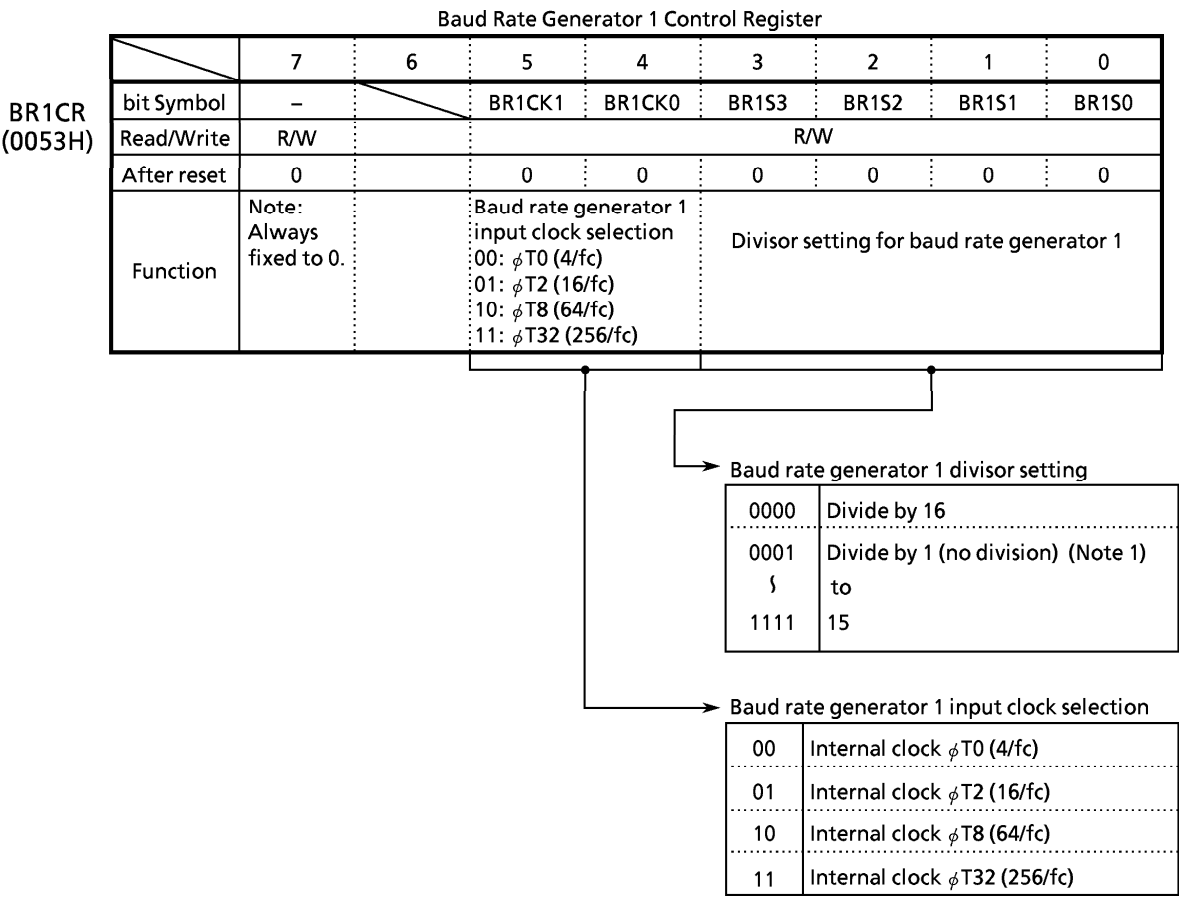 Baud Rate Generator 1 Control Register
7 6 5 4 3 2 1 0
BR1CR
(0053H)
bit Symbol – BR1CK1 BR1CK0 BR1S3 BR1S2 BR1S1 BR1S0
Read/Write R/W R/W
After reset 0 0 0 0 0 0 0
Function
Note:
Always
fixed to 0.
Baud rate generator 1
input clock selection
00: φT0 (4/fc)
01: φT2 (16/fc)
10: φT8 (64/fc)
11: φT32 (256/fc)
Divisor setting for baud rate generator 1
Baud rate generator 1 divisor setting
0000 Divide by 16
0001 Divide by 1 (no division) (Note 1)
⌇ to
1111 15
Baud rate generator 1 input clock selection
00 Internal clock φT0 (4/fc)
01 Internal clock φT2 (16/fc)
10 Internal clock φT8 (64/fc)
11 Internal clock φT32 (256/fc)